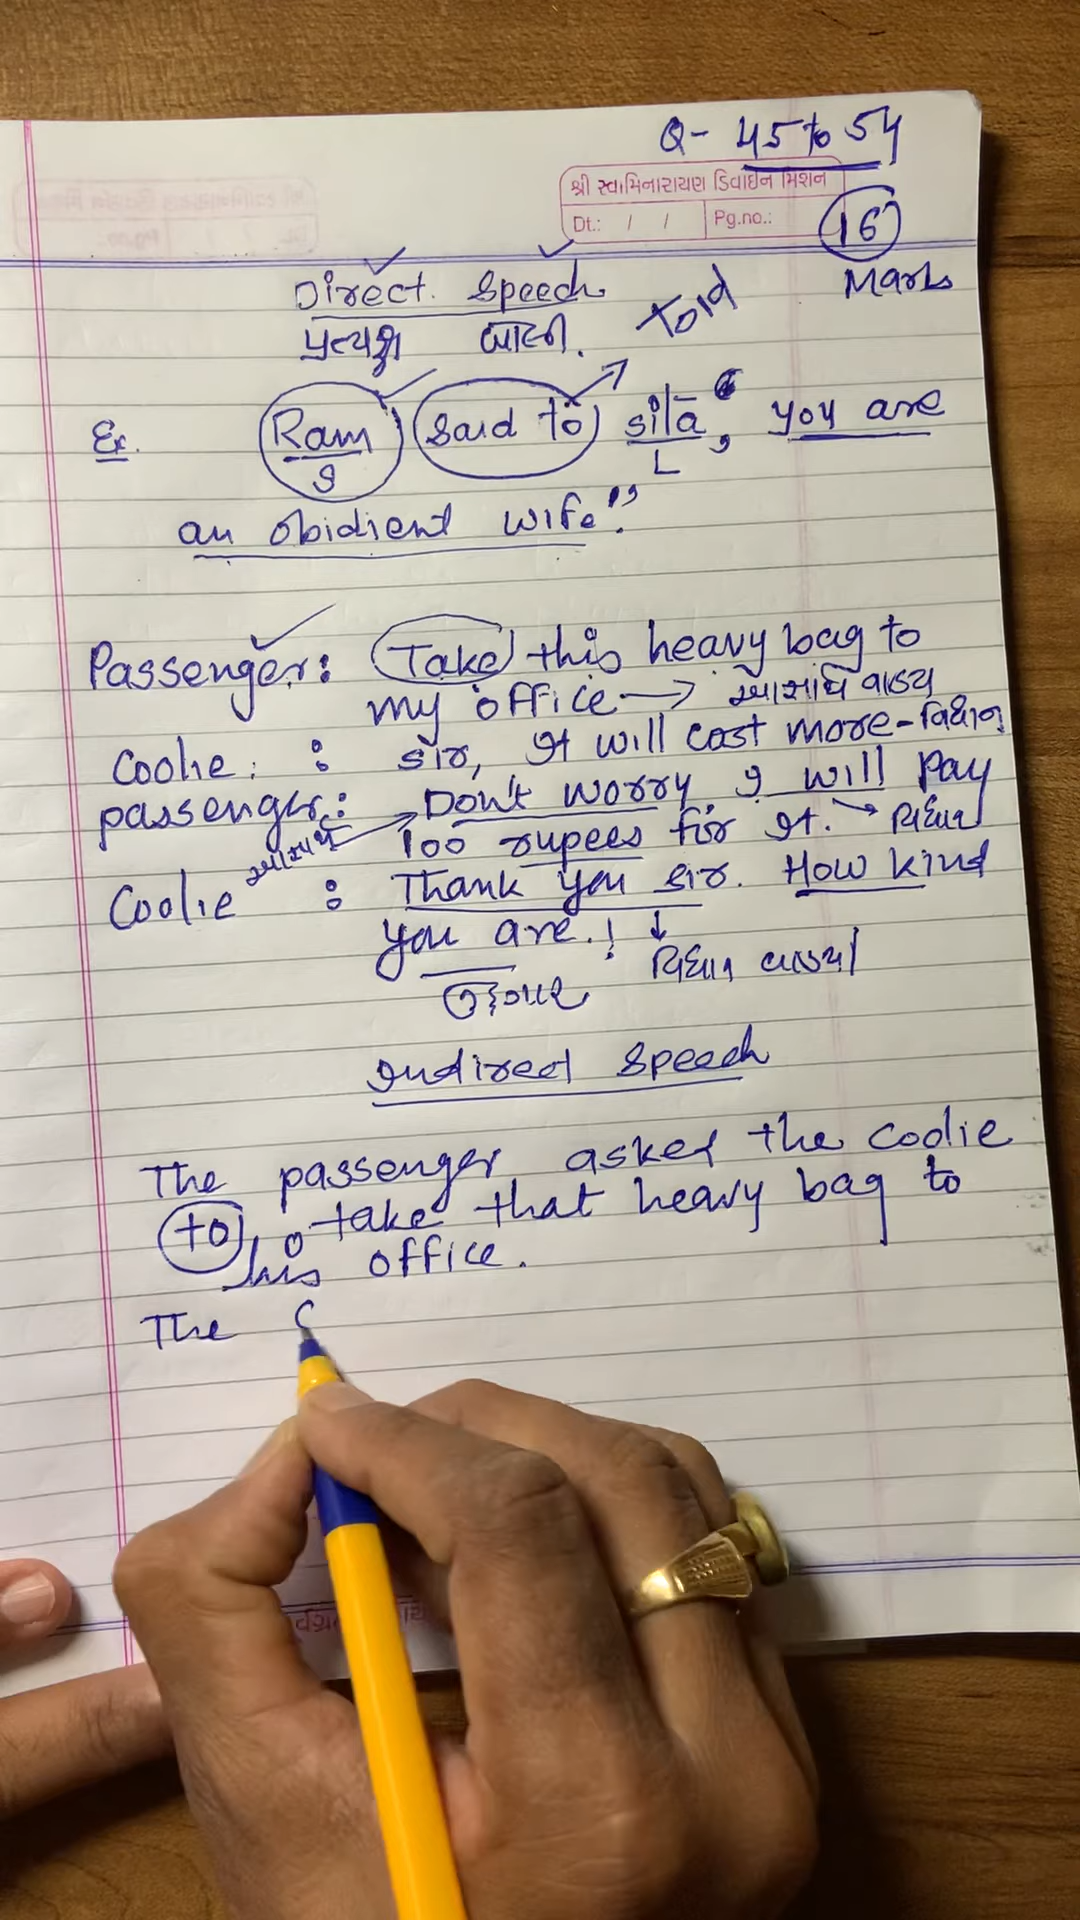 Q- 45 to 54
શ્રી સ્વામિનારાયણ ડિવાઇન મિશન
Dt.: / / Pg.no.:
16
Marks
Direct. Speech
પ્રત્યક્ષ બોલી.
Told
Ex. Ram said to sila, “you are
S L
an obidient wife”.
Passenger: Take this heavy bag to
my office → આજ્ઞાર્થ વાક્ય
Coolie : sir, It will cost more - વિધાન
passenger: Don't worry, I will pay
આજ્ઞાર્થ 100 rupees for It. → વિધાન
Coolie : Thank you sir. How kind
you are.! ↓
ઉદ્ગાર વિધાન વાક્ય
Indirect Speech
The passenger asked the coolie
to take that heavy bag to
his office.
The